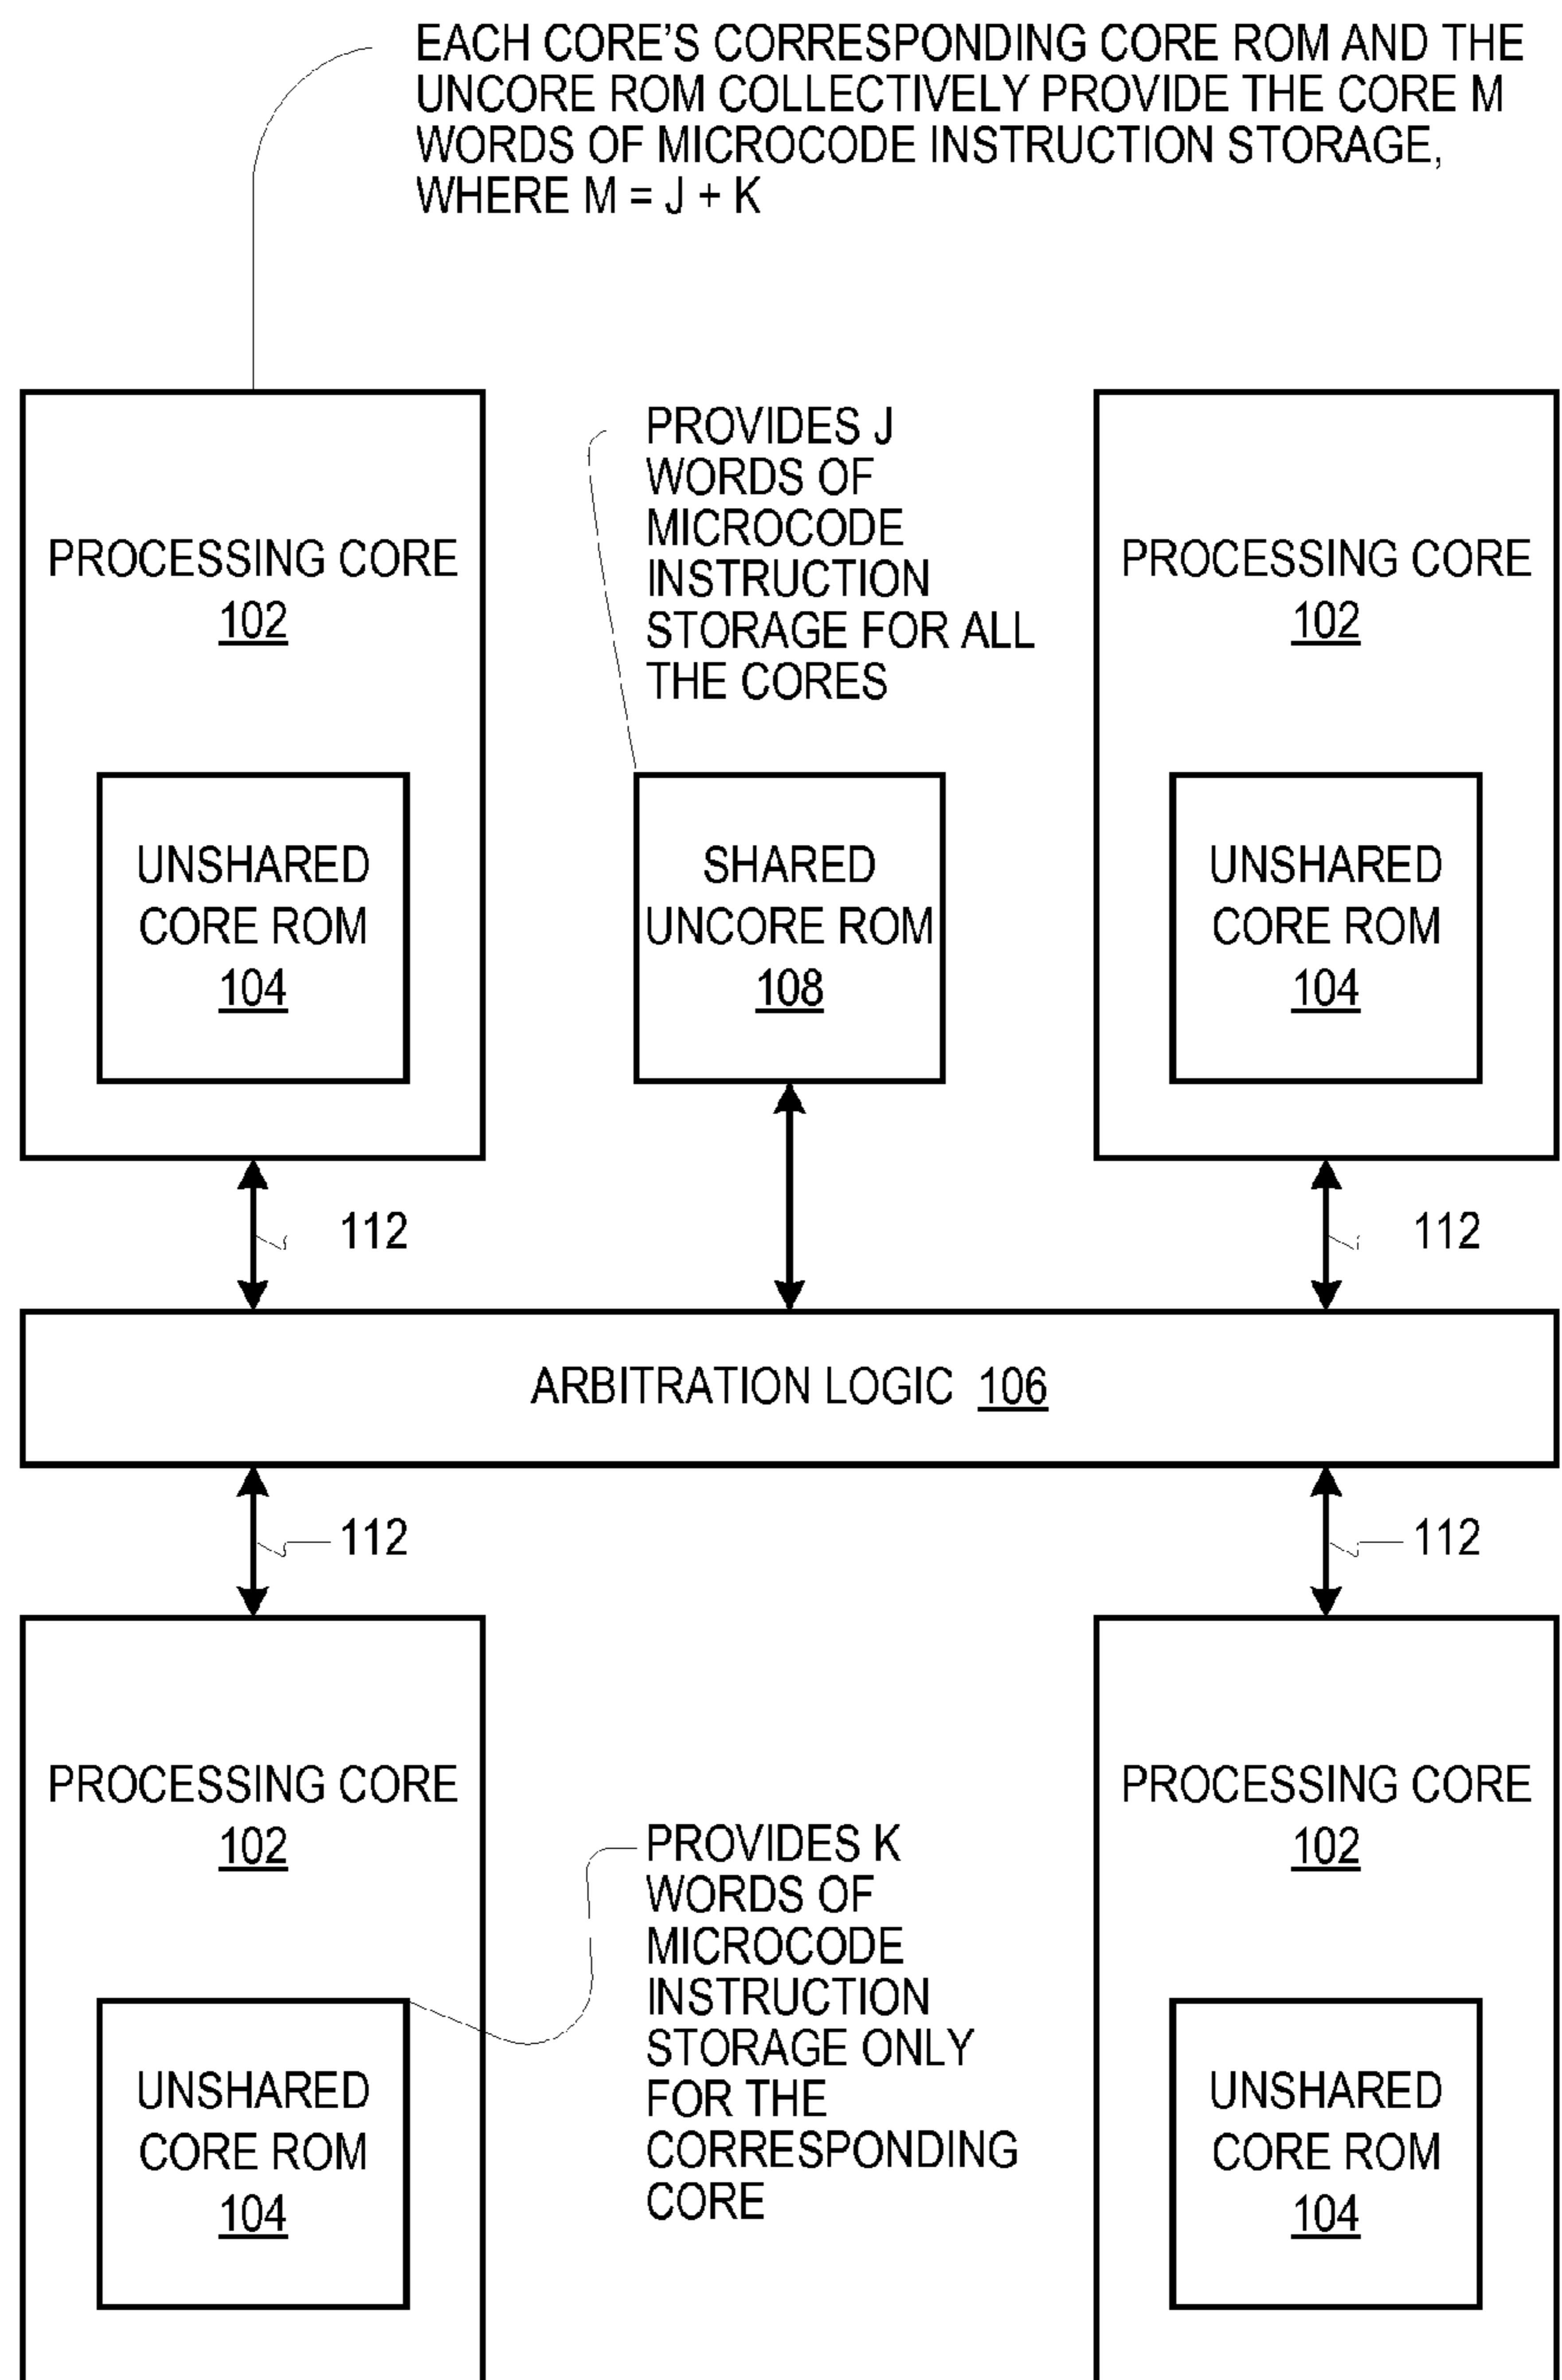 EACH CORE'S CORRESPONDING CORE ROM AND THE
UNCORE ROM COLLECTIVELY PROVIDE THE CORE M
WORDS OF MICROCODE INSTRUCTION STORAGE,
WHERE M = J + K
PROCESSING CORE
102
UNSHARED
CORE ROM
104
PROVIDES J
WORDS OF
MICROCODE
INSTRUCTION
STORAGE FOR ALL
THE CORES
SHARED
UNCORE ROM
108
PROCESSING CORE
102
UNSHARED
CORE ROM
104
112
112
ARBITRATION LOGIC 106
112
112
PROCESSING CORE
102
UNSHARED
CORE ROM
104
PROVIDES K
WORDS OF
MICROCODE
INSTRUCTION
STORAGE ONLY
FOR THE
CORRESPONDING
CORE
PROCESSING CORE
102
UNSHARED
CORE ROM
104